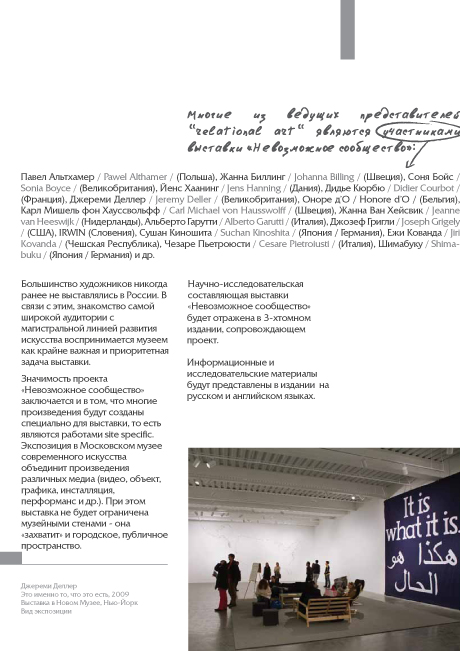 Многие из ведущих представителей
"relational art" являются участниками
выставки «Невозможное сообщество»:
Павел Альтхамер / Pawel Althamer / (Польша), Жанна Биллинг / Johanna Billing / (Швеция), Соня Бойс /
Sonia Boyce / (Великобритания), Йенс Хаанинг / Jens Hanning / (Дания), Дидье Кюрбо / Didier Courbot /
(Франция), Джереми Деллер / Jeremy Deller / (Великобритания), Оноре д'О / Honore d'O / (Бельгия),
Карл Мишель фон Хауссвольфф / Carl Michael von Hausswolff / (Швеция), Жанна Ван Хейсвик / Jeanne
van Heeswijk / (Нидерланды), Альберто Гарутти / Alberto Garutti / (Италия), Джозеф Григли / Joseph Grigely
/ (США), IRWIN (Словения), Сушан Киношита / Suchan Kinoshita / (Япония / Германия), Ежи Кованда / Jiri
Kovanda / (Чешская Республика), Чезаре Пьетроюсти / Cesare Pietroiusti / (Италия), Шимабуку / Shima-
buku / (Япония / Германия) и др.
Большинство художников никогда
ранее не выставлялись в России. В
связи с этим, знакомство самой
широкой аудитории с
магистральной линией развития
искусства воспринимается музеем
как крайне важная и приоритетная
задача выставки.
Значимость проекта
«Невозможное сообщество»
заключается и в том, что многие
произведения будут созданы
специально для выставки, то есть
являются работами site specific.
Экспозиция в Московском музее
современного искусства
объединит произведения
различных медиа (видео, объект,
графика, инсталляция,
перформанс и др.). При этом
выставка не будет ограничена
музейными стенами - она
«захватит» и городское, публичное
пространство.
Научно-исследовательская
составляющая выставки
«Невозможное сообщество»
будет отражена в 3-хтомном
издании, сопровождающем
проект.
Информационные и
исследовательские материалы
будут представлены в издании на
русском и английском языках.
It is
what it is.
هكذا هو
الحال
Джереми Деллер
Это именно то, что это есть, 2009
Выставка в Новом Музее, Нью-Йорк
Вид экспозиции